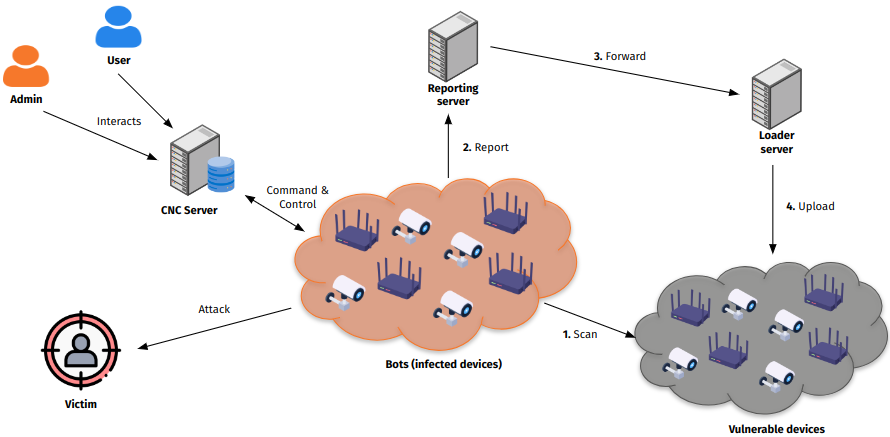 User
Admin
Interacts
CNC Server
Command &
Control
Reporting
server
3. Forward
Loader
server
2. Report
4. Upload
Attack
1. Scan
Bots (infected devices)
Victim
Vulnerable devices